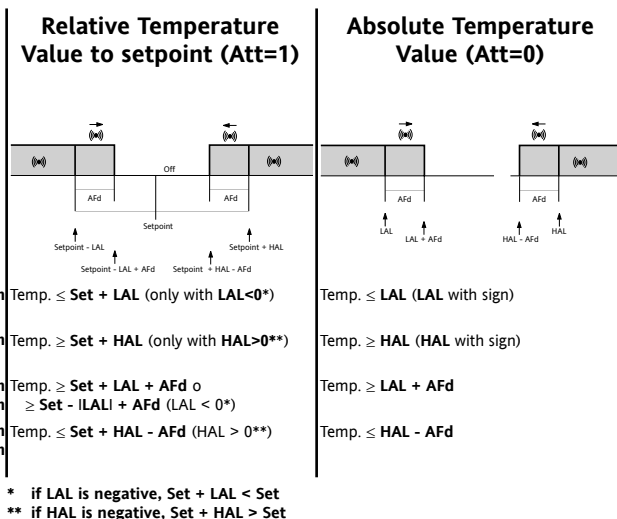 Relative Temperature
Value to setpoint (Att=1)
Absolute Temperature
Value (Att=0)
Off
AFd
AFd
Setpoint
Setpoint - LAL
Setpoint + HAL
Setpoint - LAL + AFd
Setpoint + HAL - AFd
AFd
AFd
LAL
LAL + AFd
HAL - AFd
HAL
Temp. ≤ Set + LAL (only with LAL<0*)
Temp. ≤ LAL (LAL with sign)
Temp. ≥ Set + HAL (only with HAL>0**)
Temp. ≥ HAL (HAL with sign)
Temp. ≥ Set + LAL + AFd o
≥ Set - |LAL| + AFd (LAL < 0*)
Temp. ≥ LAL + AFd
Temp. ≤ Set + HAL - AFd (HAL > 0**)
Temp. ≤ HAL - AFd
* if LAL is negative, Set + LAL < Set
** if HAL is negative, Set + HAL > Set